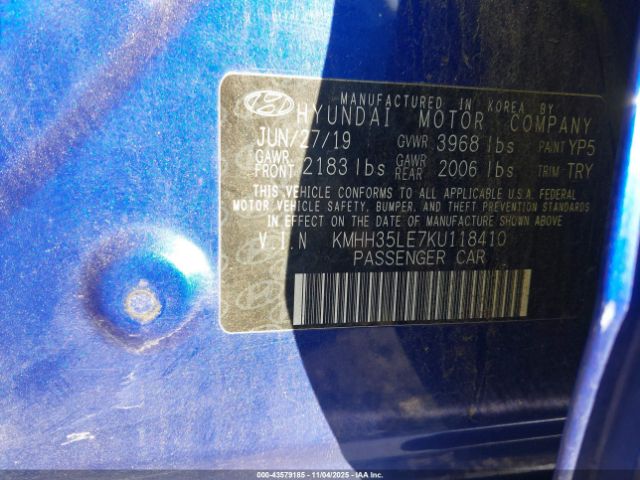 MANUFACTURED IN KOREA BY
HYUNDAI MOTOR COMPANY
JUN/27/19 GVWR 3968 lbs PAINT YP5
GAWR FRONT 2183 lbs GAWR REAR 2006 lbs TRIM TRY
THIS VEHICLE CONFORMS TO ALL APPLICABLE U.S.A. FEDERAL
MOTOR VEHICLE SAFETY, BUMPER, AND THEFT PREVENTION STANDARDS
IN EFFECT ON THE DATE OF MANUFACTURE SHOWN ABOVE
V.I.N KMHH35LE7KU118410
PASSENGER CAR
000-43579185 - 11/04/2025 - IAAI.COM